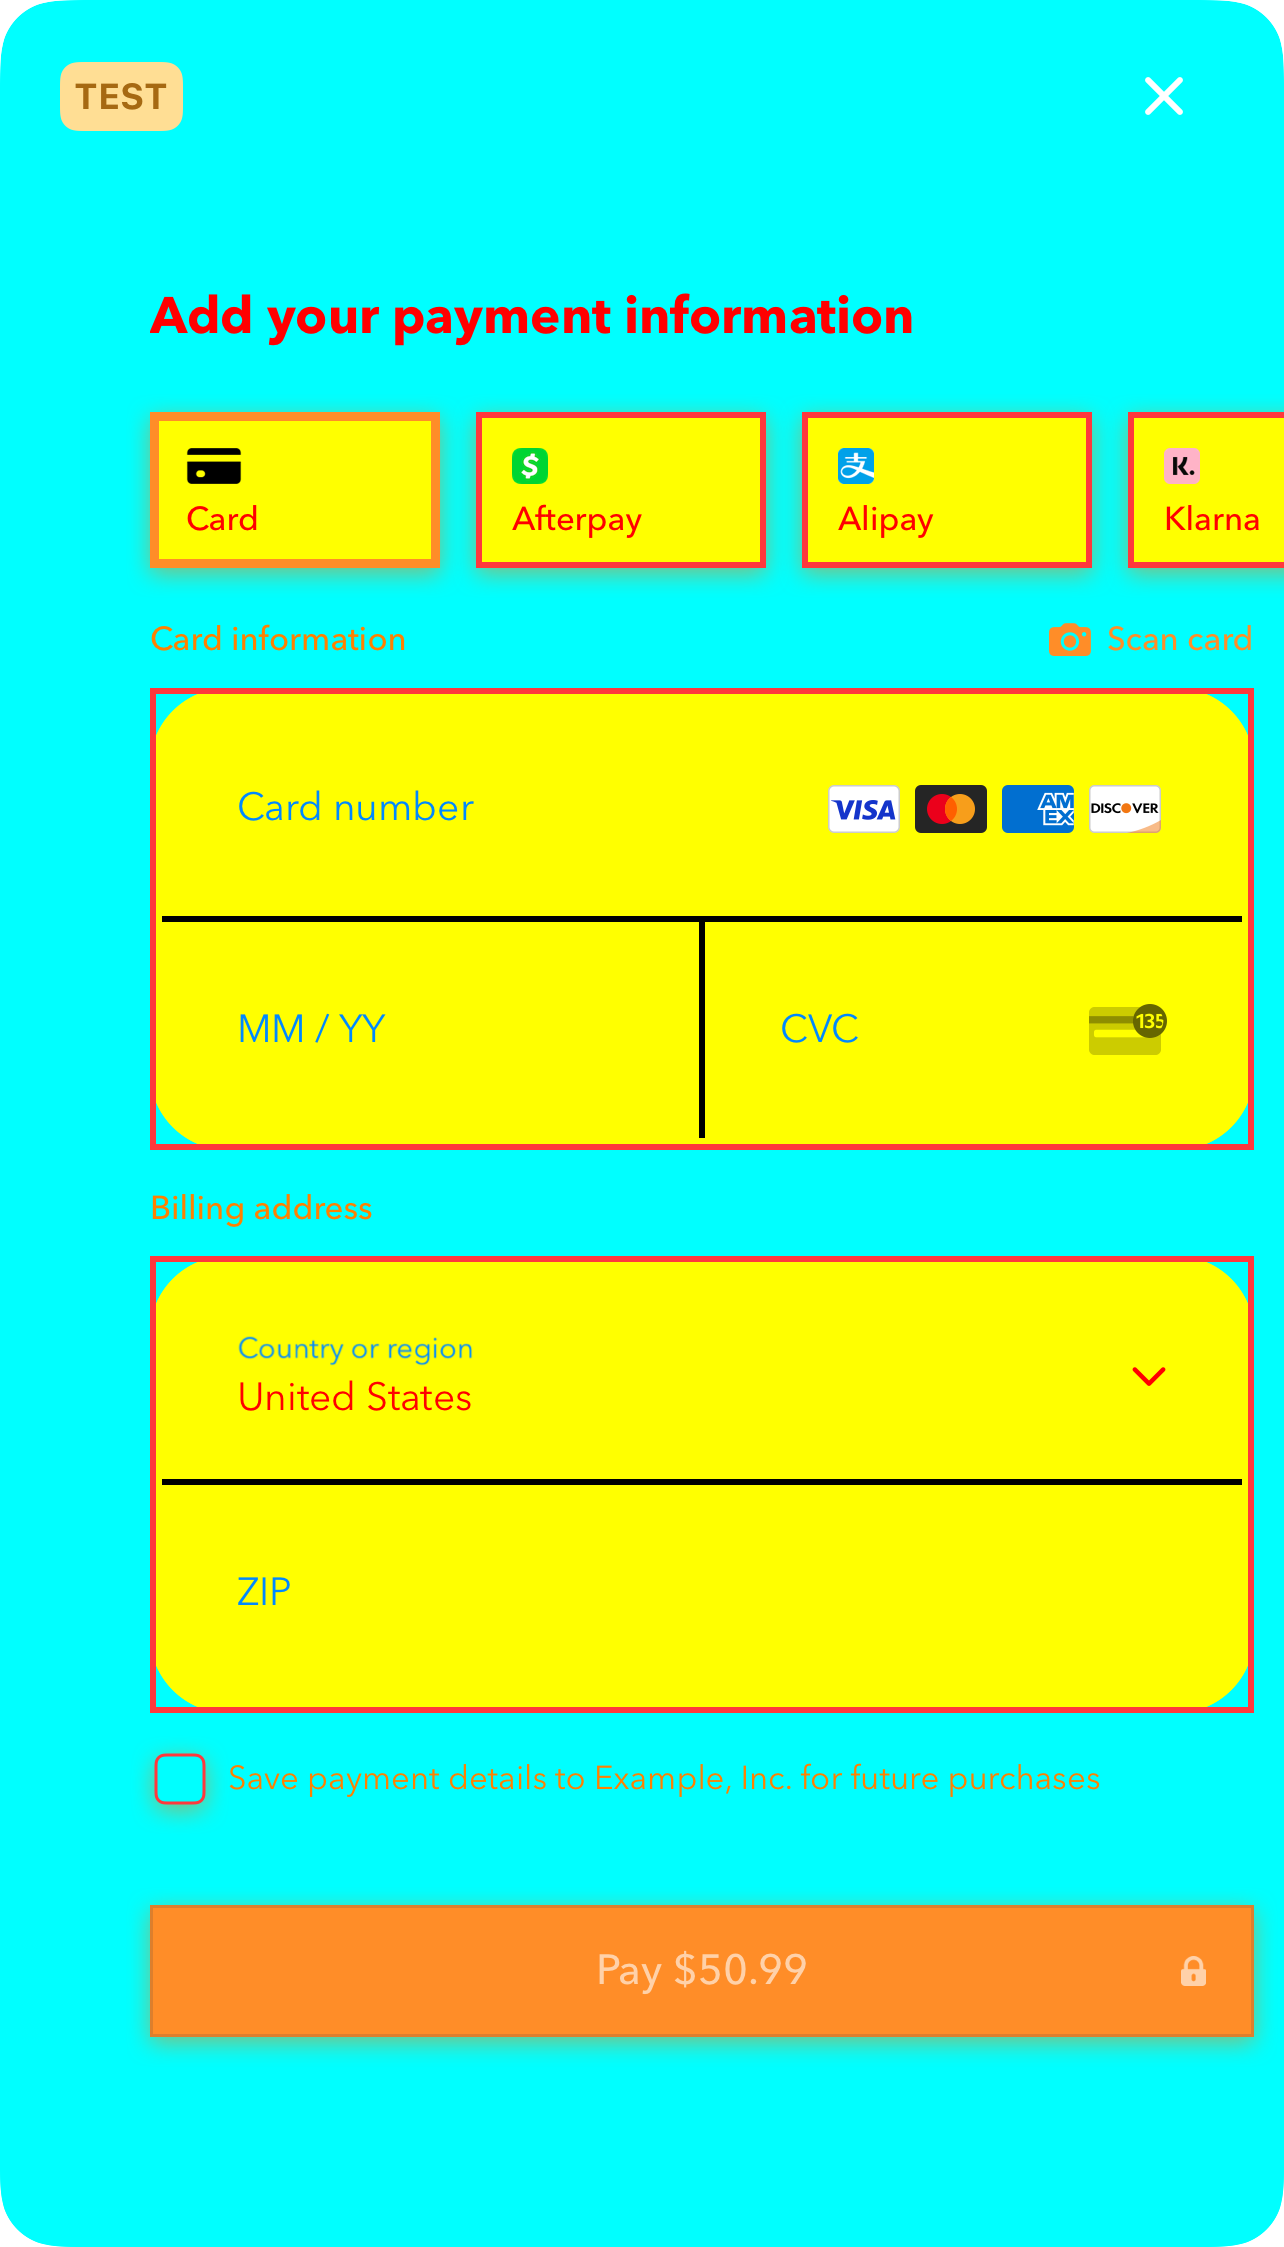 TEST
Add your payment information
Card
Afterpay
Alipay
Klarna
Card information
Scan card
Card number
VISA
AM
EX
DISCOVER
MM / YY
CVC
135
Billing address
Country or region
United States
ZIP
Save payment details to Example, Inc. for future purchases
Pay $50.99